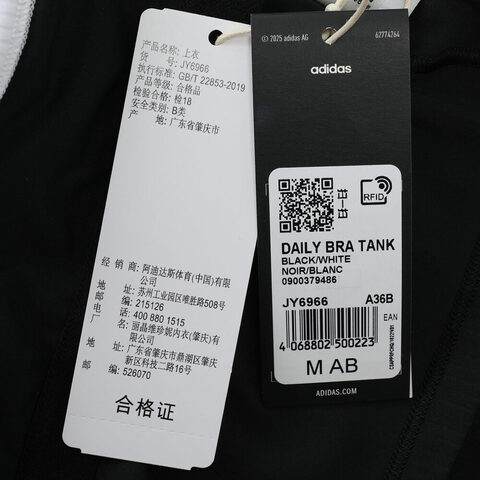 产品名称: 上衣
货 号: JY6966
执行标准: GB/T 22853-2019
产品等级: 合格品
检验合格: 检18
安全类别: B类
产 地: 广东省肇庆市
经 销 商: 阿迪达斯体育(中国)有限
公司
地 址: 苏州工业园区唯胜路508号
邮 编: 215126
电 话: 400 880 1515
制 造 商: 丽晶维珍妮内衣(肇庆)有
限公司
地 址: 广东省肇庆市鼎湖区肇庆
新区科技二路16号
邮 编: 526070
合格证
© 2025 adidas AG
67774264
adidas
RFID
DAILY BRA TANK
BLACK/WHITE
NOIR/BLANC
0900379486
JY6966 A36B
EAN
4 068802 500223
M AB
ADIDAS.COM